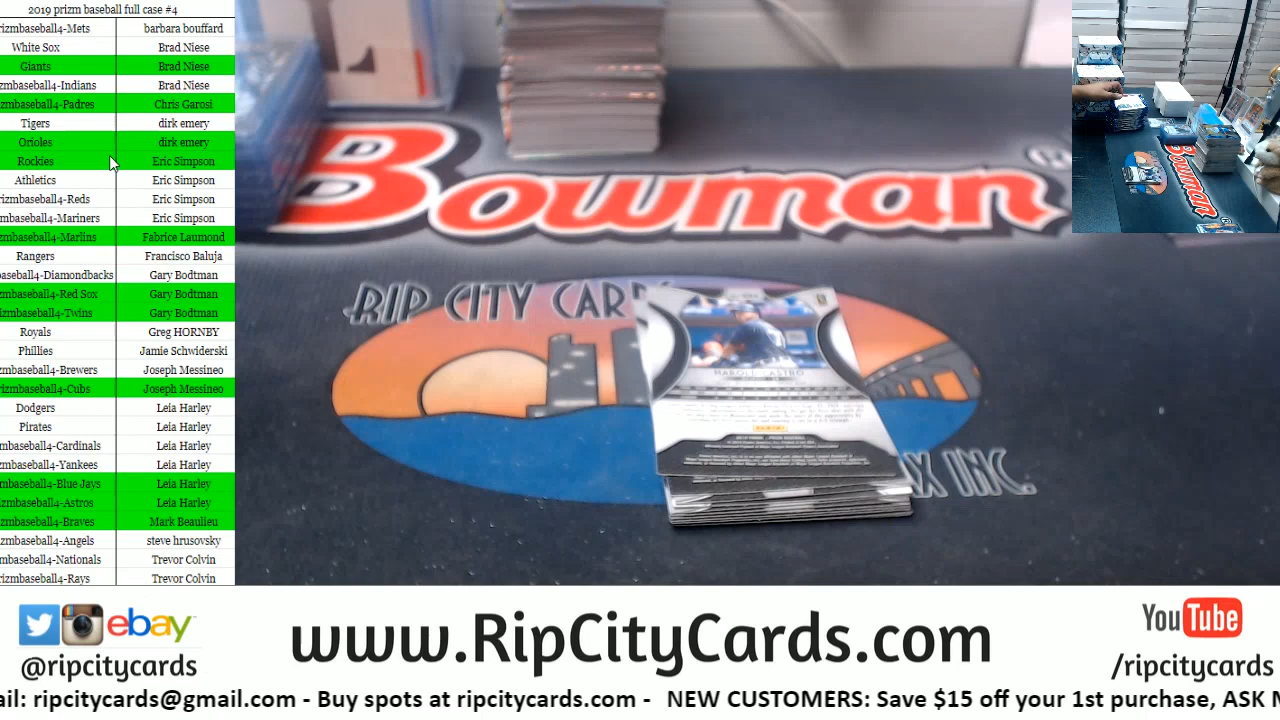 2019 prizm baseball full case #4
rizmbaseball4-Mets barbara bouffard
White Sox Brad Niese
Giants Brad Niese
zmbaseball4-Indians Brad Niese
zmbaseball4-Padres Chris Garosi
Tigers dirk emery
Orioles dirk emery
Rockies Eric Simpson
Athletics Eric Simpson
rizmbaseball4-Reds Eric Simpson
mbaseball4-Mariners Eric Simpson
zmbaseball4-Marlins Fabrice Laumond
Rangers Francisco Baluja
baseball4-Diamondbacks Gary Bodtman
zmbaseball4-Red Sox Gary Bodtman
izmbaseball4-Twins Gary Bodtman
Royals Greg HORNBY
Phillies Jamie Schwiderski
izmbaseball4-Brewers Joseph Messineo
rizmbaseball4-Cubs Joseph Messineo
Dodgers Leia Harley
Pirates Leia Harley
mbaseball4-Cardinals Leia Harley
zmbaseball4-Yankees Leia Harley
zmbaseball4-Blue Jays Leia Harley
izmbaseball4-Astros Leia Harley
izmbaseball4-Braves Mark Beaulieu
izmbaseball4-Angels steve hrusovsky
mbaseball4-Nationals Trevor Colvin
rizmbaseball4-Rays Trevor Colvin
Bowman®
RIP CITY CARDS
AX INC.
Bowman
ebay
@ripcitycards
www.RipCityCards.com
YouTube
/ripcitycards
ail: ripcitycards@gmail.com - Buy spots at ripcitycards.com - NEW CUSTOMERS: Save $15 off your 1st purchase, ASK M